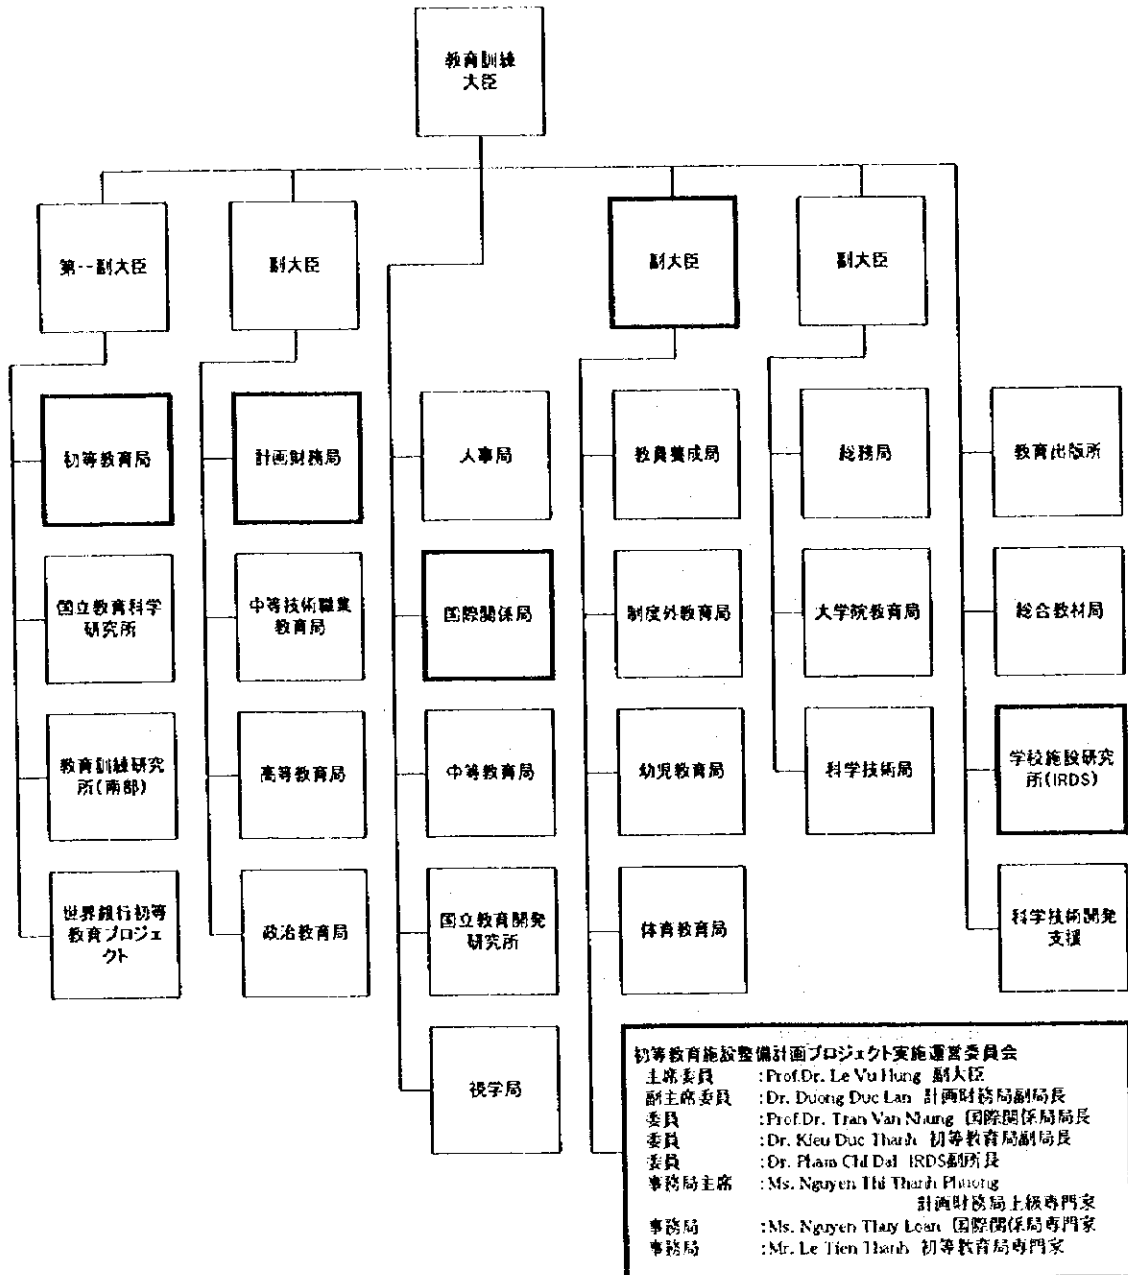 教育訓練
大臣
第一副大臣
副大臣
副大臣
副大臣
初等教育局
計画財務局
人事局
教員養成局
総務局
教育出版所
国立教育科学
研究所
中等技術職業
教育局
国際関係局
制度外教育局
大学院教育局
総合教材局
教育訓練研究
所(南部)
高等教育局
中等教育局
幼児教育局
科学技術局
学校施設研究
所(IRDS)
世界銀行初等
教育プロジェ
クト
政治教育局
国立教育開発
研究所
体育教育局
科学技術開発
支援
視学局
初等教育施設整備計画プロジェクト実施運営委員会
主席委員 :Prof.Dr. Le Vu Hung 副大臣
副主席委員 :Dr. Duong Duc Lan 計画財務局副局長
委員 :Prof.Dr. Tran Van Nhung 国際関係局局長
委員 :Dr. Kieu Duc Thanh 初等教育局副局長
委員 :Dr. Pham Chi Dai IRDS副所長
事務局主席 :Ms. Nguyen Thi Thanh Phuong
計画財務局上級専門家
事務局 :Ms. Nguyen Thuy Loan 国際関係局専門家
事務局 :Mr. Le Tien Thanh 初等教育局専門家